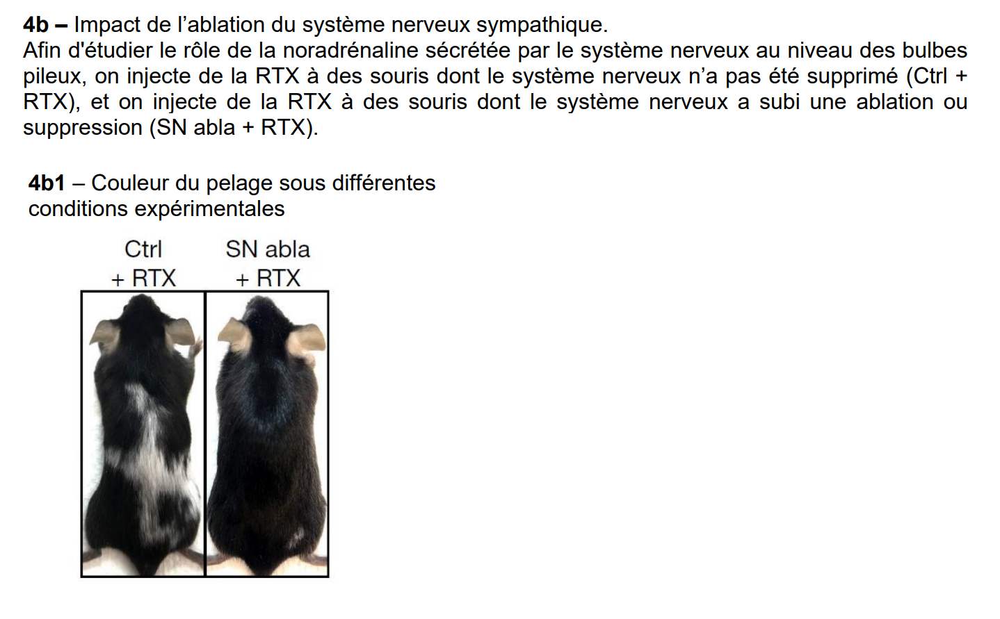 4b – Impact de l’ablation du système nerveux sympathique.
Afin d'étudier le rôle de la noradrénaline sécrétée par le système nerveux au niveau des bulbes
pileux, on injecte de la RTX à des souris dont le système nerveux n’a pas été supprimé (Ctrl +
RTX), et on injecte de la RTX à des souris dont le système nerveux a subi une ablation ou
suppression (SN abla + RTX).
4b1 – Couleur du pelage sous différentes
conditions expérimentales
Ctrl
+ RTX
SN abla
+ RTX